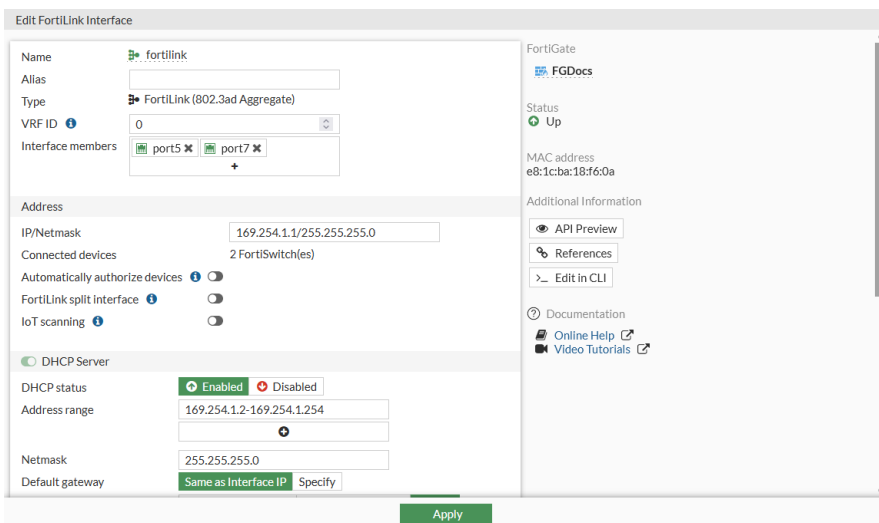 Edit FortiLink Interface
Name fortilink
Alias
Type FortiLink (802.3ad Aggregate)
VRF ID 0
Interface members port5 port7
Address
IP/Netmask 169.254.1.1/255.255.255.0
Connected devices 2 FortiSwitch(es)
Automatically authorize devices
FortiLink split interface
IoT scanning
DHCP Server
DHCP status Enabled Disabled
Address range 169.254.1.2-169.254.1.254
Netmask 255.255.255.0
Default gateway Same as Interface IP Specify
FortiGate
FGDocs
Status
Up
MAC address
e8:1c:ba:18:f6:0a
Additional Information
API Preview
References
>_ Edit in CLI
Documentation
Online Help
Video Tutorials
Apply